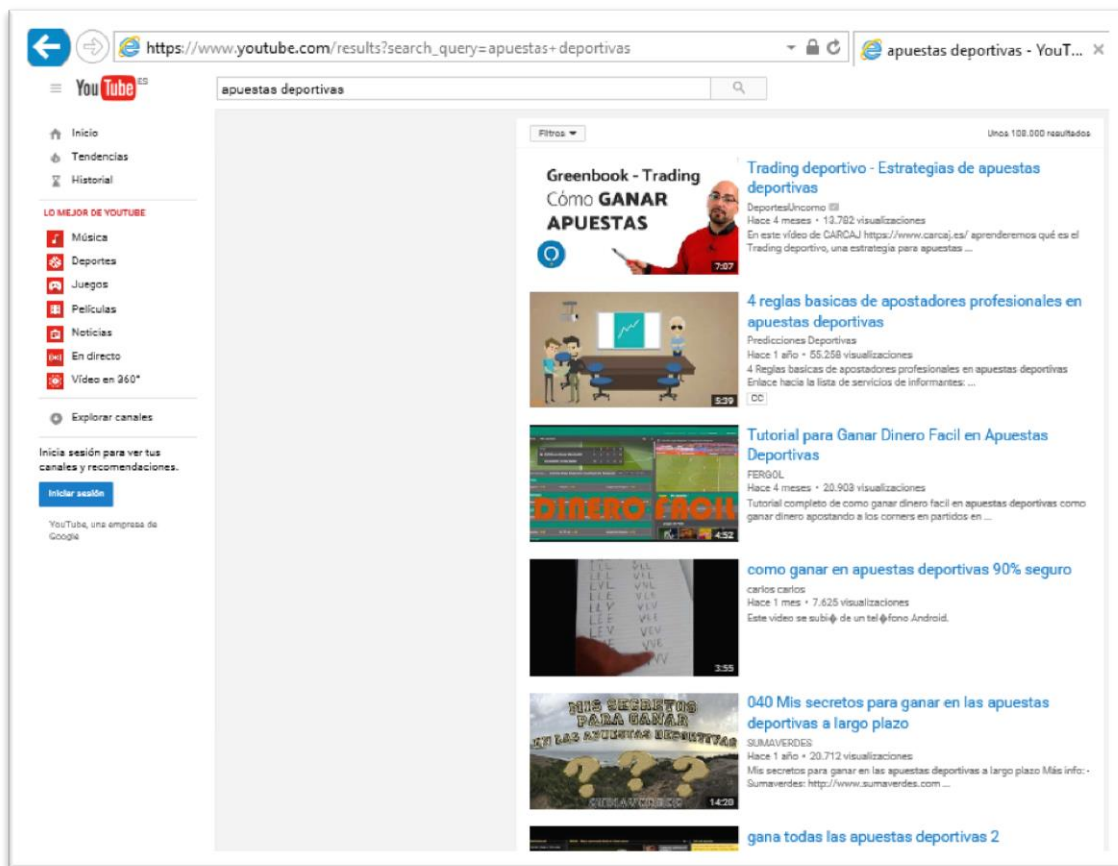 https://www.youtube.com/results?search_query=apuestas+deportivas
apuestas deportivas - YouT...
YouTube ES
apuestas deportivas
Inicio
Tendencias
Historial
LO MEJOR DE YOUTUBE
Música
Deportes
Juegos
Películas
Noticias
En directo
Vídeo en 360°
Explorar canales
Inicia sesión para ver tus
canales y recomendaciones.
Iniciar sesión
YouTube, una empresa de
Google
Filtros
Unos 108.000 resultados
Greenbook - Trading
Cómo GANAR
APUESTAS
7:07
Trading deportivo - Estrategias de apuestas
deportivas
DeportesUncomo
Hace 4 meses • 13.782 visualizaciones
En este vídeo de CARCAJ https://www.carcaj.es/ aprenderemos qué es el
Trading deportivo, una estrategia para apuestas ...
5:39
4 reglas basicas de apostadores profesionales en
apuestas deportivas
Predicciones Deportivas
Hace 1 año • 55.258 visualizaciones
4 Reglas basicas de apostadores profesionales en apuestas deportivas
Enlace hacia la lista de servicios de informantes: ...
CC
DINERO FACIL
4:52
Tutorial para Ganar Dinero Facil en Apuestas
Deportivas
FERGOL
Hace 4 meses • 20.903 visualizaciones
Tutorial completo de como ganar dinero facil en apuestas deportivas como
ganar dinero apostando a los corners en partidos en ...
LEL VLL
LVL VLE
LLV VEL
LEV VEV
LEE VVE
3:55
como ganar en apuestas deportivas 90% seguro
carlos carlos
Hace 1 mes • 7.625 visualizaciones
Este video se subi� de un tel�fono Android.
MIS SECRETOS
PARA GANAR
EN LAS APUESTAS DEPORTIVAS
???
SUMAVERDES
14:20
040 Mis secretos para ganar en las apuestas
deportivas a largo plazo
SUMAVERDES
Hace 1 año • 20.712 visualizaciones
Mis secretos para ganar en las apuestas deportivas a largo plazo Más info: -
Sumaverdes: http://www.sumaverdes.com ...
gana todas las apuestas deportivas 2